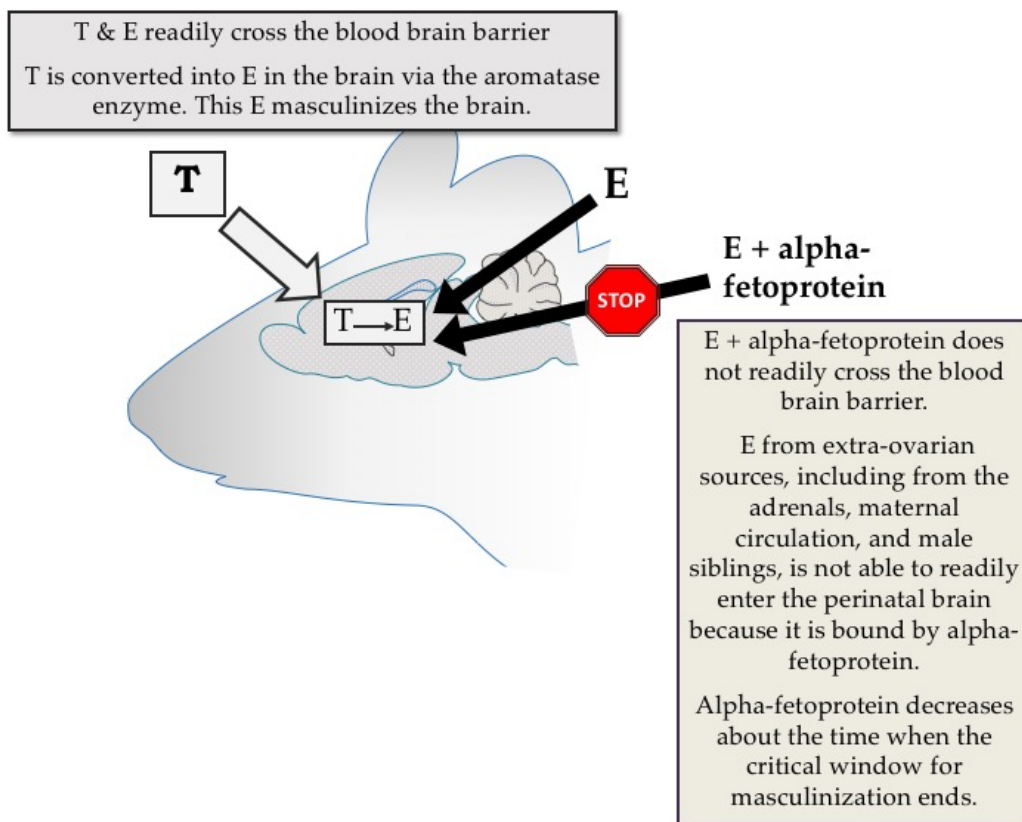 T & E readily cross the blood brain barrier
T is converted into E in the brain via the aromatase
enzyme. This E masculinizes the brain.
T
E
E + alpha-
fetoprotein
STOP
T→E
E + alpha-fetoprotein does
not readily cross the blood
brain barrier.
E from extra-ovarian
sources, including from the
adrenals, maternal
circulation, and male
siblings, is not able to readily
enter the perinatal brain
because it is bound by alpha-
fetoprotein.
Alpha-fetoprotein decreases
about the time when the
critical window for
masculinization ends.